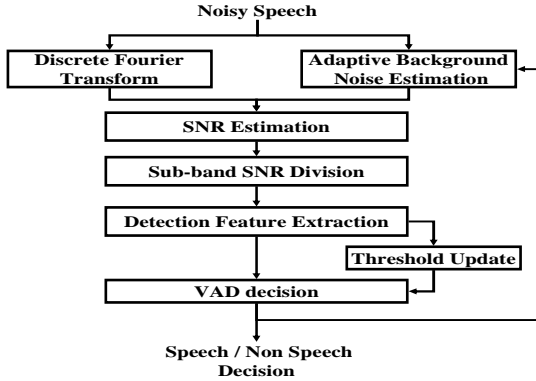 Noisy Speech
Discrete Fourier
Transform
Adaptive Background
Noise Estimation
SNR Estimation
Sub-band SNR Division
Detection Feature Extraction
Threshold Update
VAD decision
Speech / Non Speech
Decision